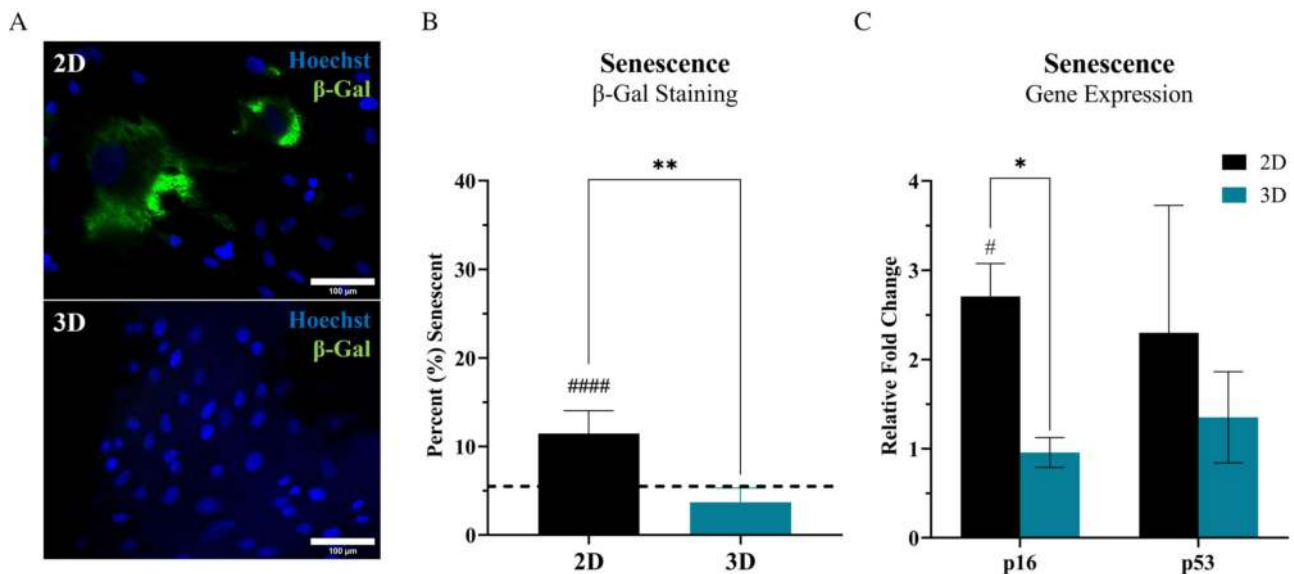 A
2D
Hoechst
β-Gal
100 μm
3D
Hoechst
β-Gal
100 μm
B
Senescence
β-Gal Staining
**
40
30
20
10
0
Percent (%) Senescent
####
2D
3D
C
Senescence
Gene Expression
2D
3D
*
#
4
3
2
1
0
Relative Fold Change
p16
p53